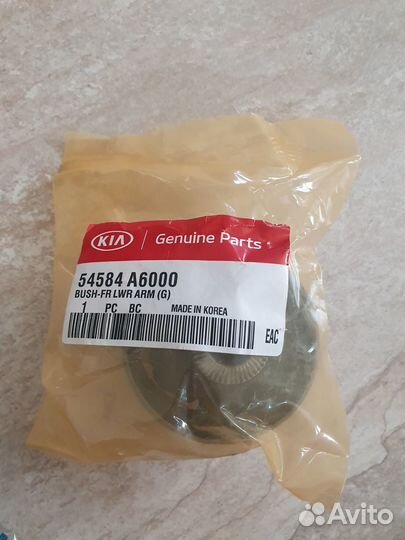 KIA Genuine Parts
54584 A6000
BUSH-FR LWR ARM (G)
1 PC BC MADE IN KOREA
EAC
Avito